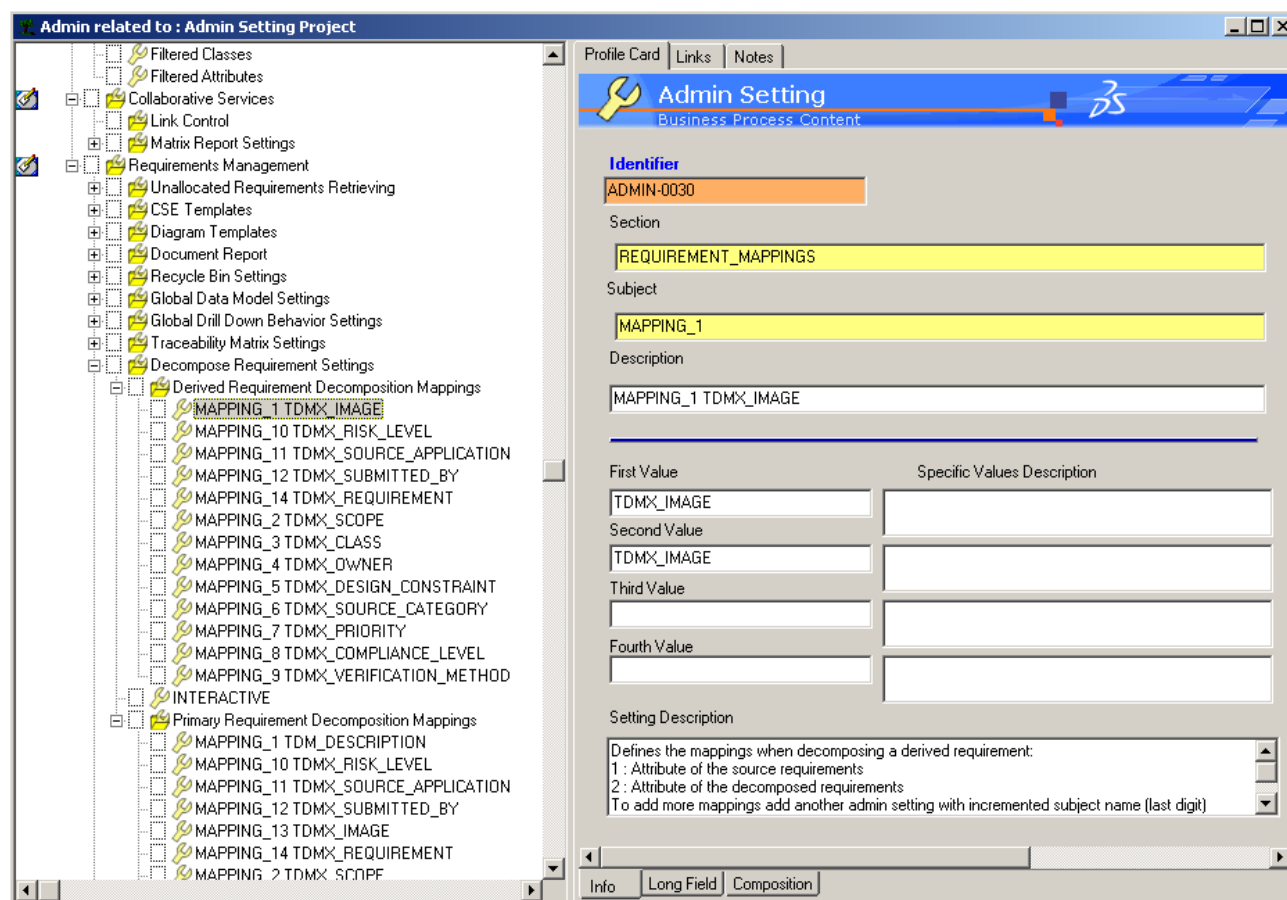 Admin related to : Admin Setting Project
Filtered Classes
Filtered Attributes
Collaborative Services
Link Control
Matrix Report Settings
Requirements Management
Unallocated Requirements Retrieving
CSE Templates
Diagram Templates
Document Report
Recycle Bin Settings
Global Data Model Settings
Global Drill Down Behavior Settings
Traceability Matrix Settings
Decompose Requirement Settings
Derived Requirement Decomposition Mappings
MAPPING_1 TDMX_IMAGE
MAPPING_10 TDMX_RISK_LEVEL
MAPPING_11 TDMX_SOURCE_APPLICATION
MAPPING_12 TDMX_SUBMITTED_BY
MAPPING_14 TDMX_REQUIREMENT
MAPPING_2 TDMX_SCOPE
MAPPING_3 TDMX_CLASS
MAPPING_4 TDMX_OWNER
MAPPING_5 TDMX_DESIGN_CONSTRAINT
MAPPING_6 TDMX_SOURCE_CATEGORY
MAPPING_7 TDMX_PRIORITY
MAPPING_8 TDMX_COMPLIANCE_LEVEL
MAPPING_9 TDMX_VERIFICATION_METHOD
INTERACTIVE
Primary Requirement Decomposition Mappings
MAPPING_1 TDM_DESCRIPTION
MAPPING_10 TDMX_RISK_LEVEL
MAPPING_11 TDMX_SOURCE_APPLICATION
MAPPING_12 TDMX_SUBMITTED_BY
MAPPING_13 TDMX_IMAGE
MAPPING_14 TDMX_REQUIREMENT
MAPPING_2 TDMX_SCOPE
Profile Card Links Notes
Admin Setting
Business Process Content
Identifier
ADMIN-0030
Section
REQUIREMENT_MAPPINGS
Subject
MAPPING_1
Description
MAPPING_1 TDMX_IMAGE
First Value Specific Values Description
TDMX_IMAGE
Second Value
TDMX_IMAGE
Third Value
Fourth Value
Setting Description
Defines the mappings when decomposing a derived requirement:
1 : Attribute of the source requirements
2 : Attribute of the decomposed requirements
To add more mappings add another admin setting with incremented subject name (last digit)
Info Long Field Composition